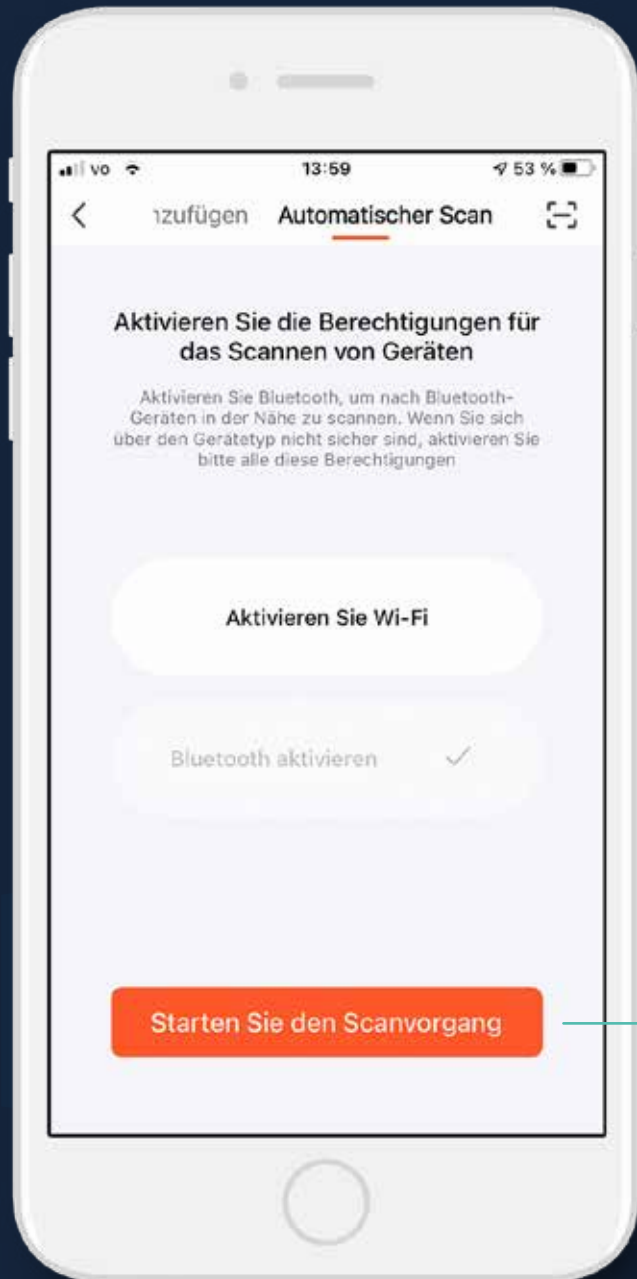 vo 13:59 53 %
nzufügen Automatischer Scan
Aktivieren Sie die Berechtigungen für
das Scannen von Geräten
Aktivieren Sie Bluetooth, um nach Bluetooth-
Geräten in der Nähe zu scannen. Wenn Sie sich
über den Gerätetyp nicht sicher sind, aktivieren Sie
bitte alle diese Berechtigungen
Aktivieren Sie Wi-Fi
Bluetooth aktivieren
Starten Sie den Scanvorgang